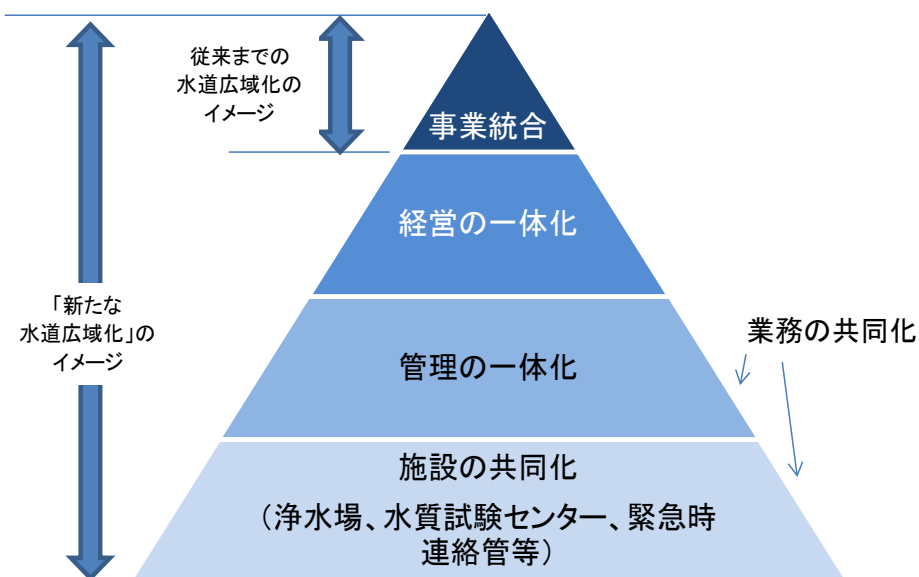 従来までの
水道広域化の
イメージ
事業統合
経営の一体化
「新たな
水道広域化」の
イメージ
業務の共同化
管理の一体化
施設の共同化
（浄水場、水質試験センター、緊急時
連絡管等）